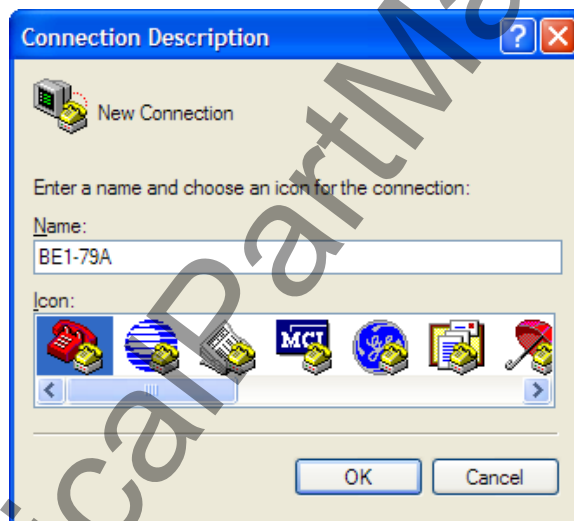 Connection Description
New Connection
Enter a name and choose an icon for the connection:
Name:
BE1-79A
Icon:
MCI
OK
Cancel